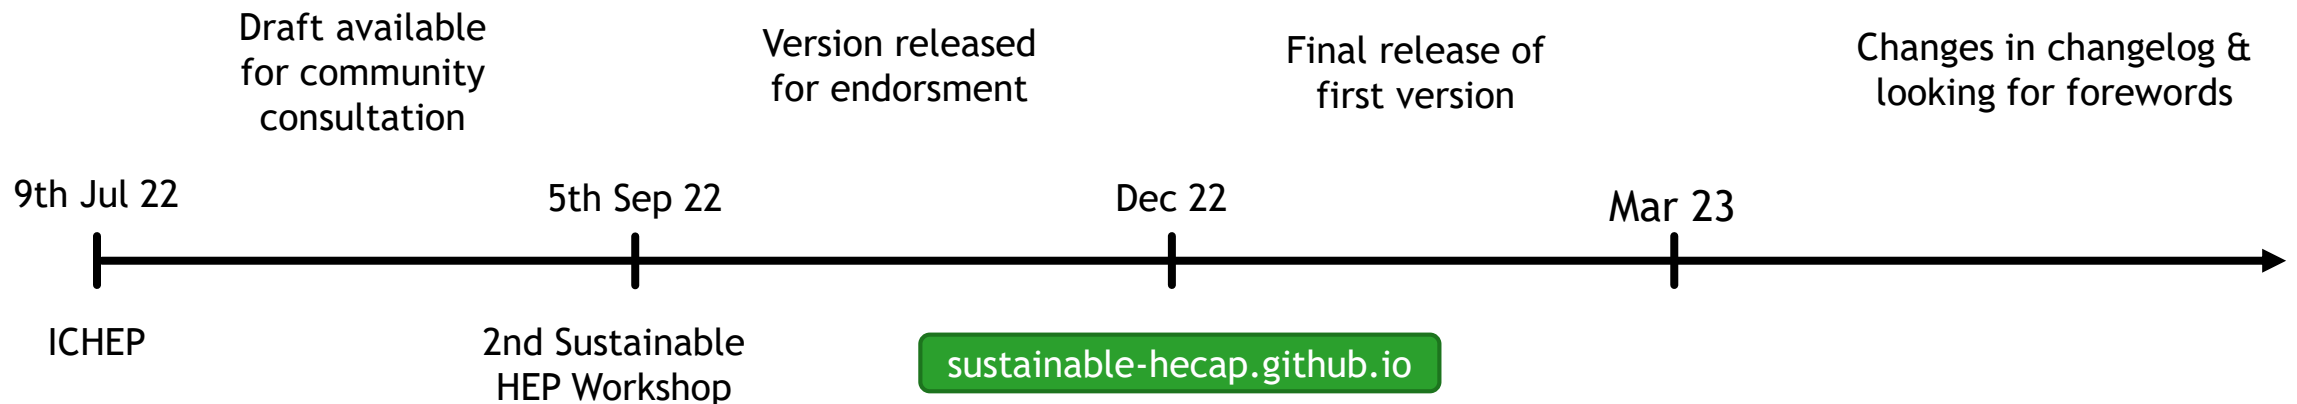 Draft available
for community
consultation
Version released
for endorsment
Final release of
first version
Changes in changelog &
looking for forewords
9th Jul 22
5th Sep 22
Dec 22
Mar 23
ICHEP
2nd Sustainable
HEP Workshop
sustainable-hecap.github.io